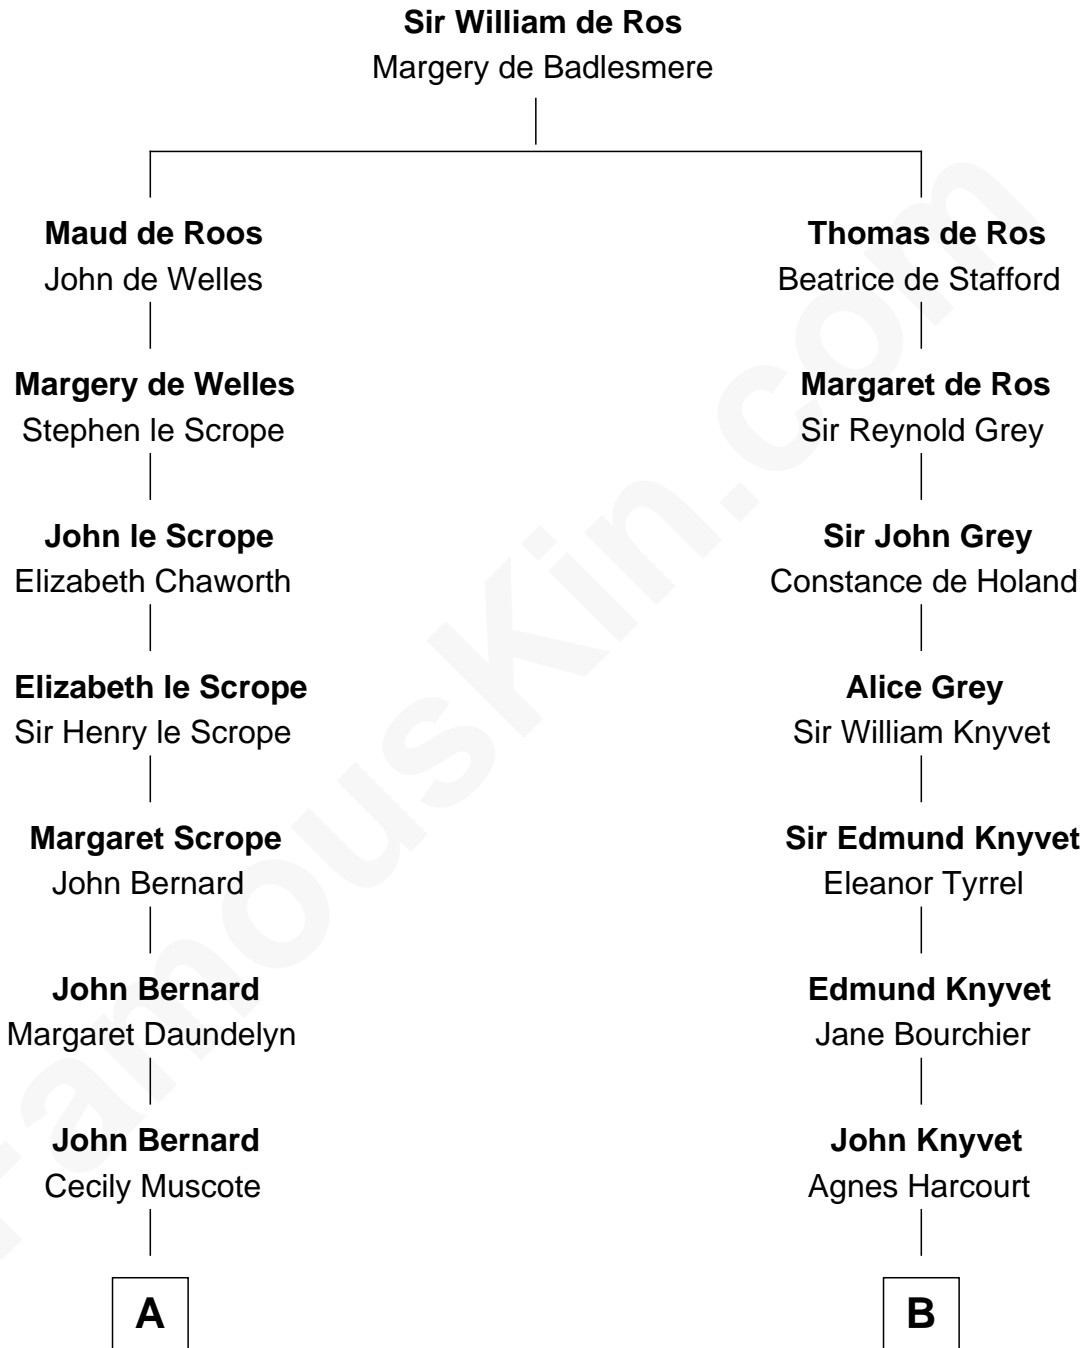 Sir William de Ros
Margery de Badlesmere
Maud de Roos
John de Welles
Thomas de Ros
Beatrice de Stafford
Margery de Welles
Stephen le Scrope
Margaret de Ros
Sir Reynold Grey
John le Scrope
Elizabeth Chaworth
Sir John Grey
Constance de Holand
Elizabeth le Scrope
Sir Henry le Scrope
Alice Grey
Sir William Knyvet
Margaret Scrope
John Bernard
Sir Edmund Knyvet
Eleanor Tyrrel
John Bernard
Margaret Daundelyn
Edmund Knyvet
Jane Bourchier
John Bernard
Cecily Muscote
John Knyvet
Agnes Harcourt
A
B
FamousKin.com